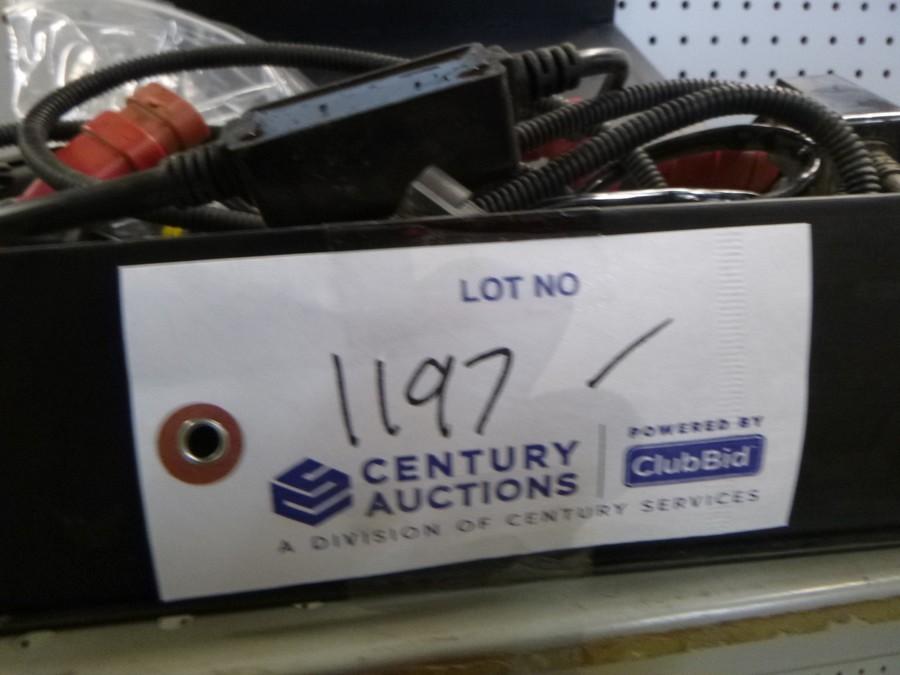 LOT NO
1197
CENTURY AUCTIONS
POWERED BY
ClubBid
A DIVISION OF CENTURY SERVICES